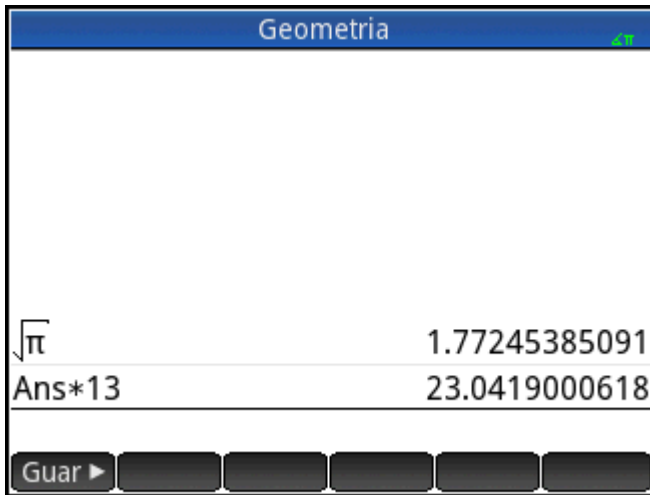 Geometria
∡π
√π 1.77245385091
Ans*13 23.0419000618
Guar ▶